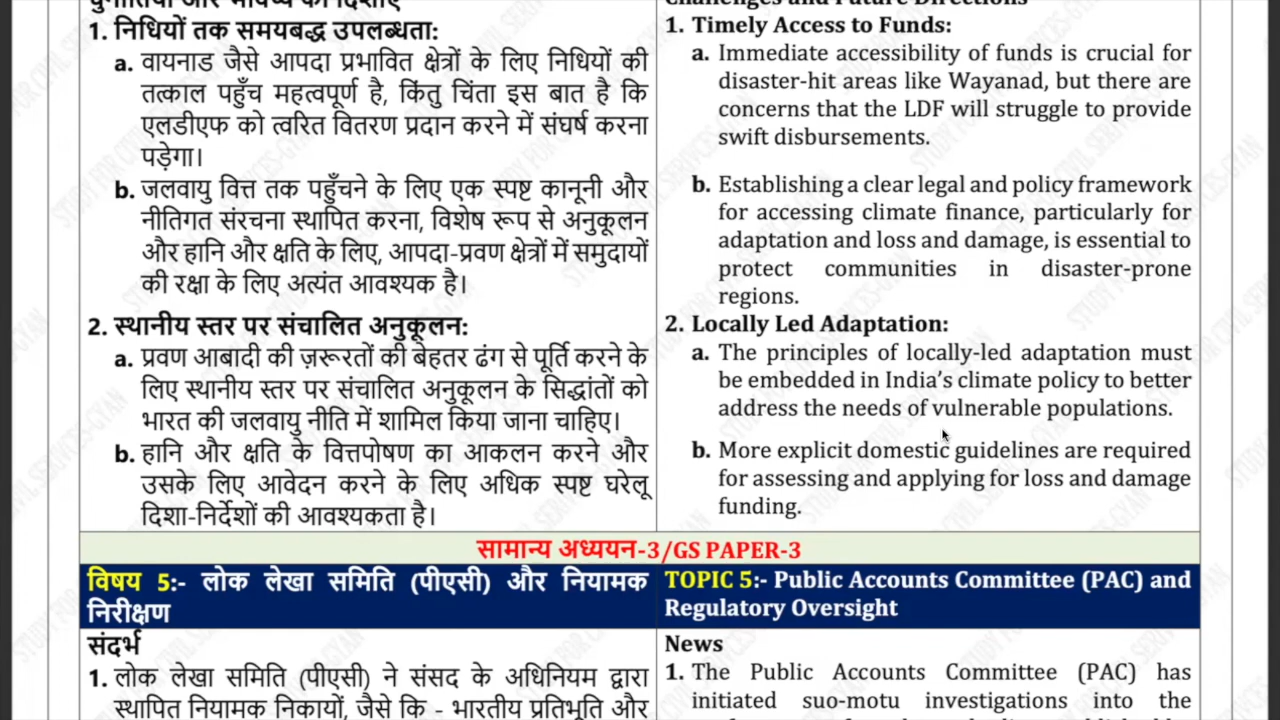 चुनौतियाँ और भविष्य की दिशाएँ
1. निधियों तक समयबद्ध उपलब्धता:
a. वायनाड जैसे आपदा प्रभावित क्षेत्रों के लिए निधियों की
तत्काल पहुँच महत्वपूर्ण है, किंतु चिंता इस बात है कि
एलडीएफ को त्वरित वितरण प्रदान करने में संघर्ष करना
पड़ेगा।
b. जलवायु वित्त तक पहुँचने के लिए एक स्पष्ट कानूनी और
नीतिगत संरचना स्थापित करना, विशेष रूप से अनुकूलन
और हानि और क्षति के लिए, आपदा-प्रवण क्षेत्रों में समुदायों
की रक्षा के लिए अत्यंत आवश्यक है।
2. स्थानीय स्तर पर संचालित अनुकूलन:
a. प्रवण आबादी की ज़रूरतों की बेहतर ढंग से पूर्ति करने के
लिए स्थानीय स्तर पर संचालित अनुकूलन के सिद्धांतों को
भारत की जलवायु नीति में शामिल किया जाना चाहिए।
b. हानि और क्षति के वित्तपोषण का आकलन करने और
उसके लिए आवेदन करने के लिए अधिक स्पष्ट घरेलू
दिशा-निर्देशों की आवश्यकता है।
Challenges and Future Directions
1. Timely Access to Funds:
a. Immediate accessibility of funds is crucial for
disaster-hit areas like Wayanad, but there are
concerns that the LDF will struggle to provide
swift disbursements.
b. Establishing a clear legal and policy framework
for accessing climate finance, particularly for
adaptation and loss and damage, is essential to
protect communities in disaster-prone
regions.
2. Locally Led Adaptation:
a. The principles of locally-led adaptation must
be embedded in India's climate policy to better
address the needs of vulnerable populations.
b. More explicit domestic guidelines are required
for assessing and applying for loss and damage
funding.
सामान्य अध्ययन-3/GS PAPER-3
विषय 5:- लोक लेखा समिति (पीएसी) और नियामक
निरीक्षण
TOPIC 5:- Public Accounts Committee (PAC) and
Regulatory Oversight
संदर्भ
1. लोक लेखा समिति (पीएसी) ने संसद के अधिनियम द्वारा
स्थापित नियामक निकायों, जैसे कि - भारतीय प्रतिभूति और
News
1. The Public Accounts Committee (PAC) has
initiated suo-motu investigations into the